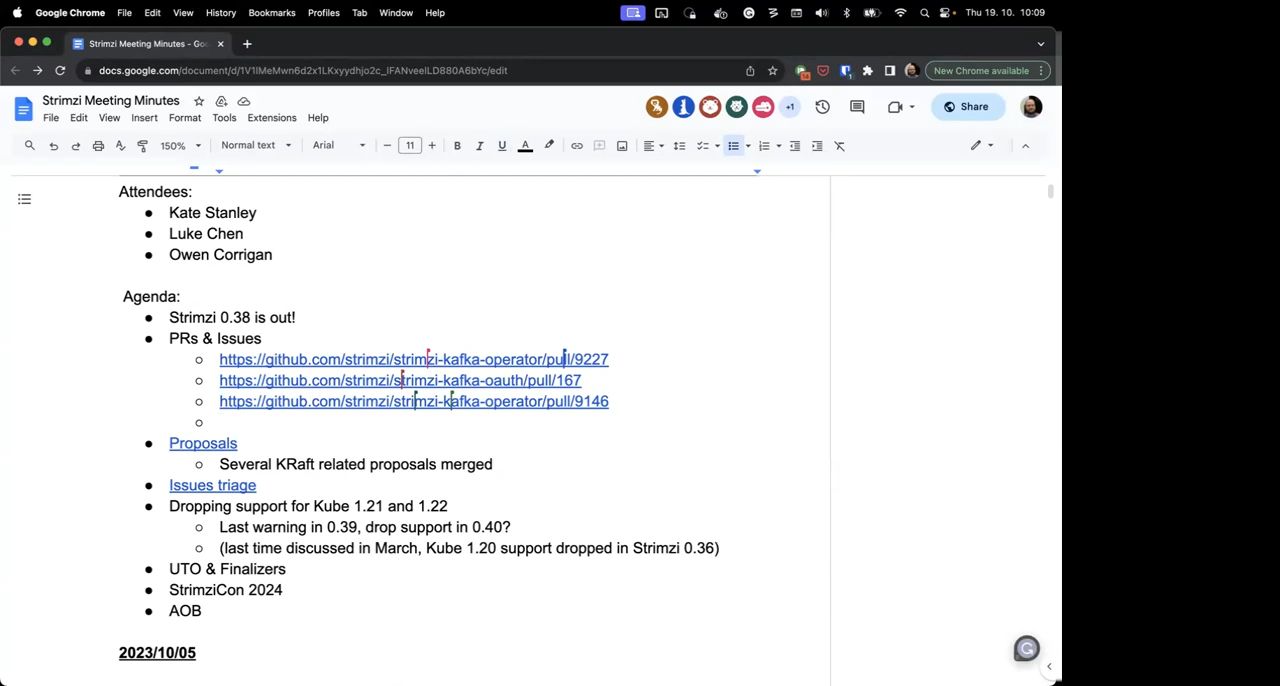 Google Chrome File Edit View History Bookmarks Profiles Tab Window Help Thu 19. 10. 10:09
Strimzi Meeting Minutes - Goo
docs.google.com/document/d/1V1lMeMwn6d2x1LKxyydhjo2c_IFANveelLD880A6bYc/edit New Chrome available
Strimzi Meeting Minutes
+1 Share
File Edit View Insert Format Tools Extensions Help
150% Normal text Arial 11 B I U A
Attendees:
● Kate Stanley
● Luke Chen
● Owen Corrigan
Agenda:
● Strimzi 0.38 is out!
● PRs & Issues
○ https://github.com/strimzi/strimzi-kafka-operator/pull/9227
○ https://github.com/strimzi/strimzi-kafka-oauth/pull/167
○ https://github.com/strimzi/strimzi-kafka-operator/pull/9146
○
● Proposals
○ Several KRaft related proposals merged
● Issues triage
● Dropping support for Kube 1.21 and 1.22
○ Last warning in 0.39, drop support in 0.40?
○ (last time discussed in March, Kube 1.20 support dropped in Strimzi 0.36)
● UTO & Finalizers
● StrimziCon 2024
● AOB
2023/10/05